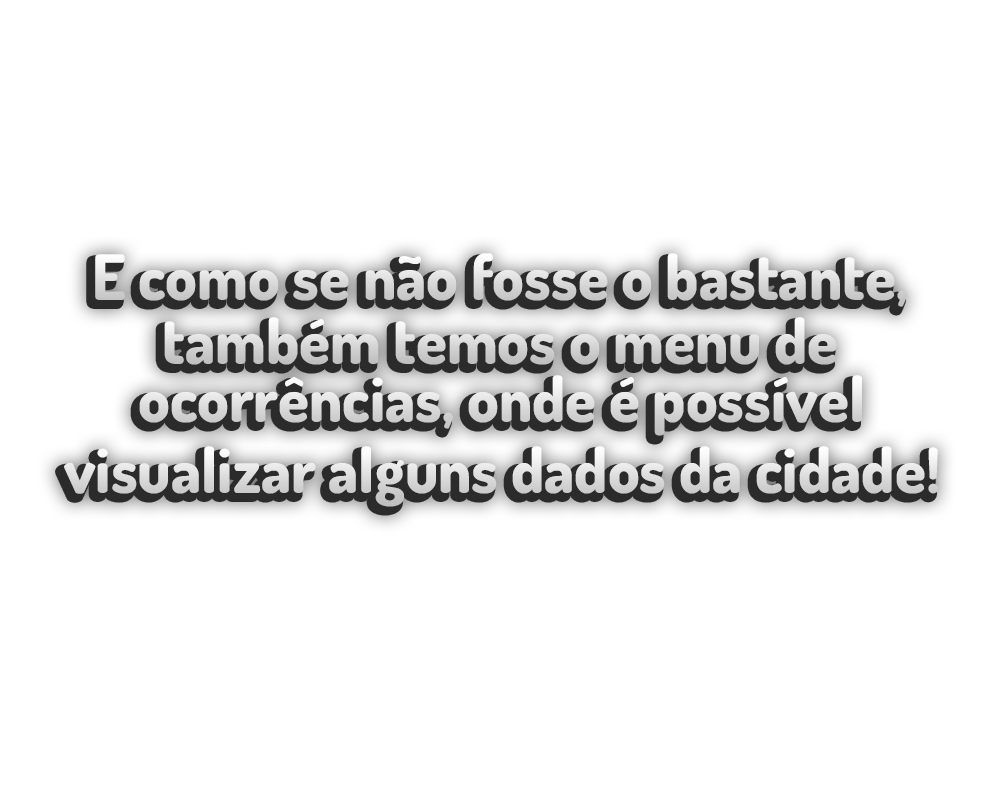 E como se não fosse o bastante,
também temos o menu de
ocorrências, onde é possível
visualizar alguns dados da cidade!